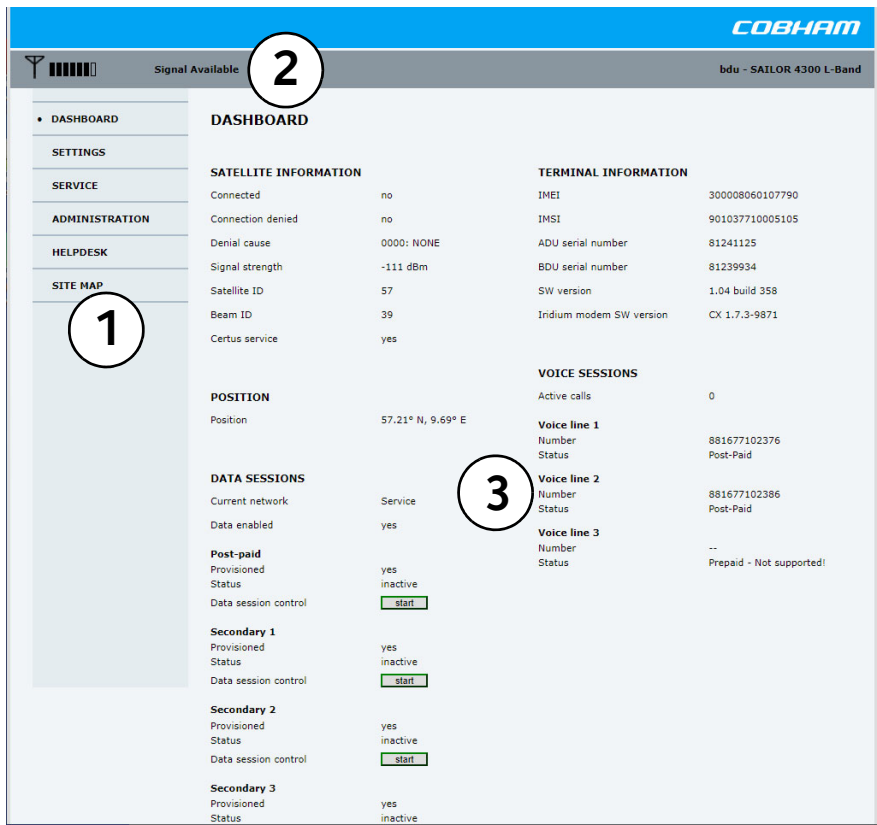 COBHAM
Signal Available
2
bdu - SAILOR 4300 L-Band
• DASHBOARD
SETTINGS
SERVICE
ADMINISTRATION
HELPDESK
SITE MAP
1
DASHBOARD
SATELLITE INFORMATION
Connected no
Connection denied no
Denial cause 0000: NONE
Signal strength -111 dBm
Satellite ID 57
Beam ID 39
Certus service yes
POSITION
Position 57.21° N, 9.69° E
DATA SESSIONS
Current network Service
Data enabled yes
Post-paid
Provisioned yes
Status inactive
Data session control start
Secondary 1
Provisioned yes
Status inactive
Data session control start
Secondary 2
Provisioned yes
Status inactive
Data session control start
Secondary 3
Provisioned yes
Status inactive
TERMINAL INFORMATION
IMEI 300008060107790
IMSI 901037710005105
ADU serial number 81241125
BDU serial number 81239934
SW version 1.04 build 358
Iridium modem SW version CX 1.7.3-9871
VOICE SESSIONS
Active calls 0
Voice line 1
Number 881677102376
Status Post-Paid
3
Voice line 2
Number 881677102386
Status Post-Paid
Voice line 3
Number --
Status Prepaid - Not supported!